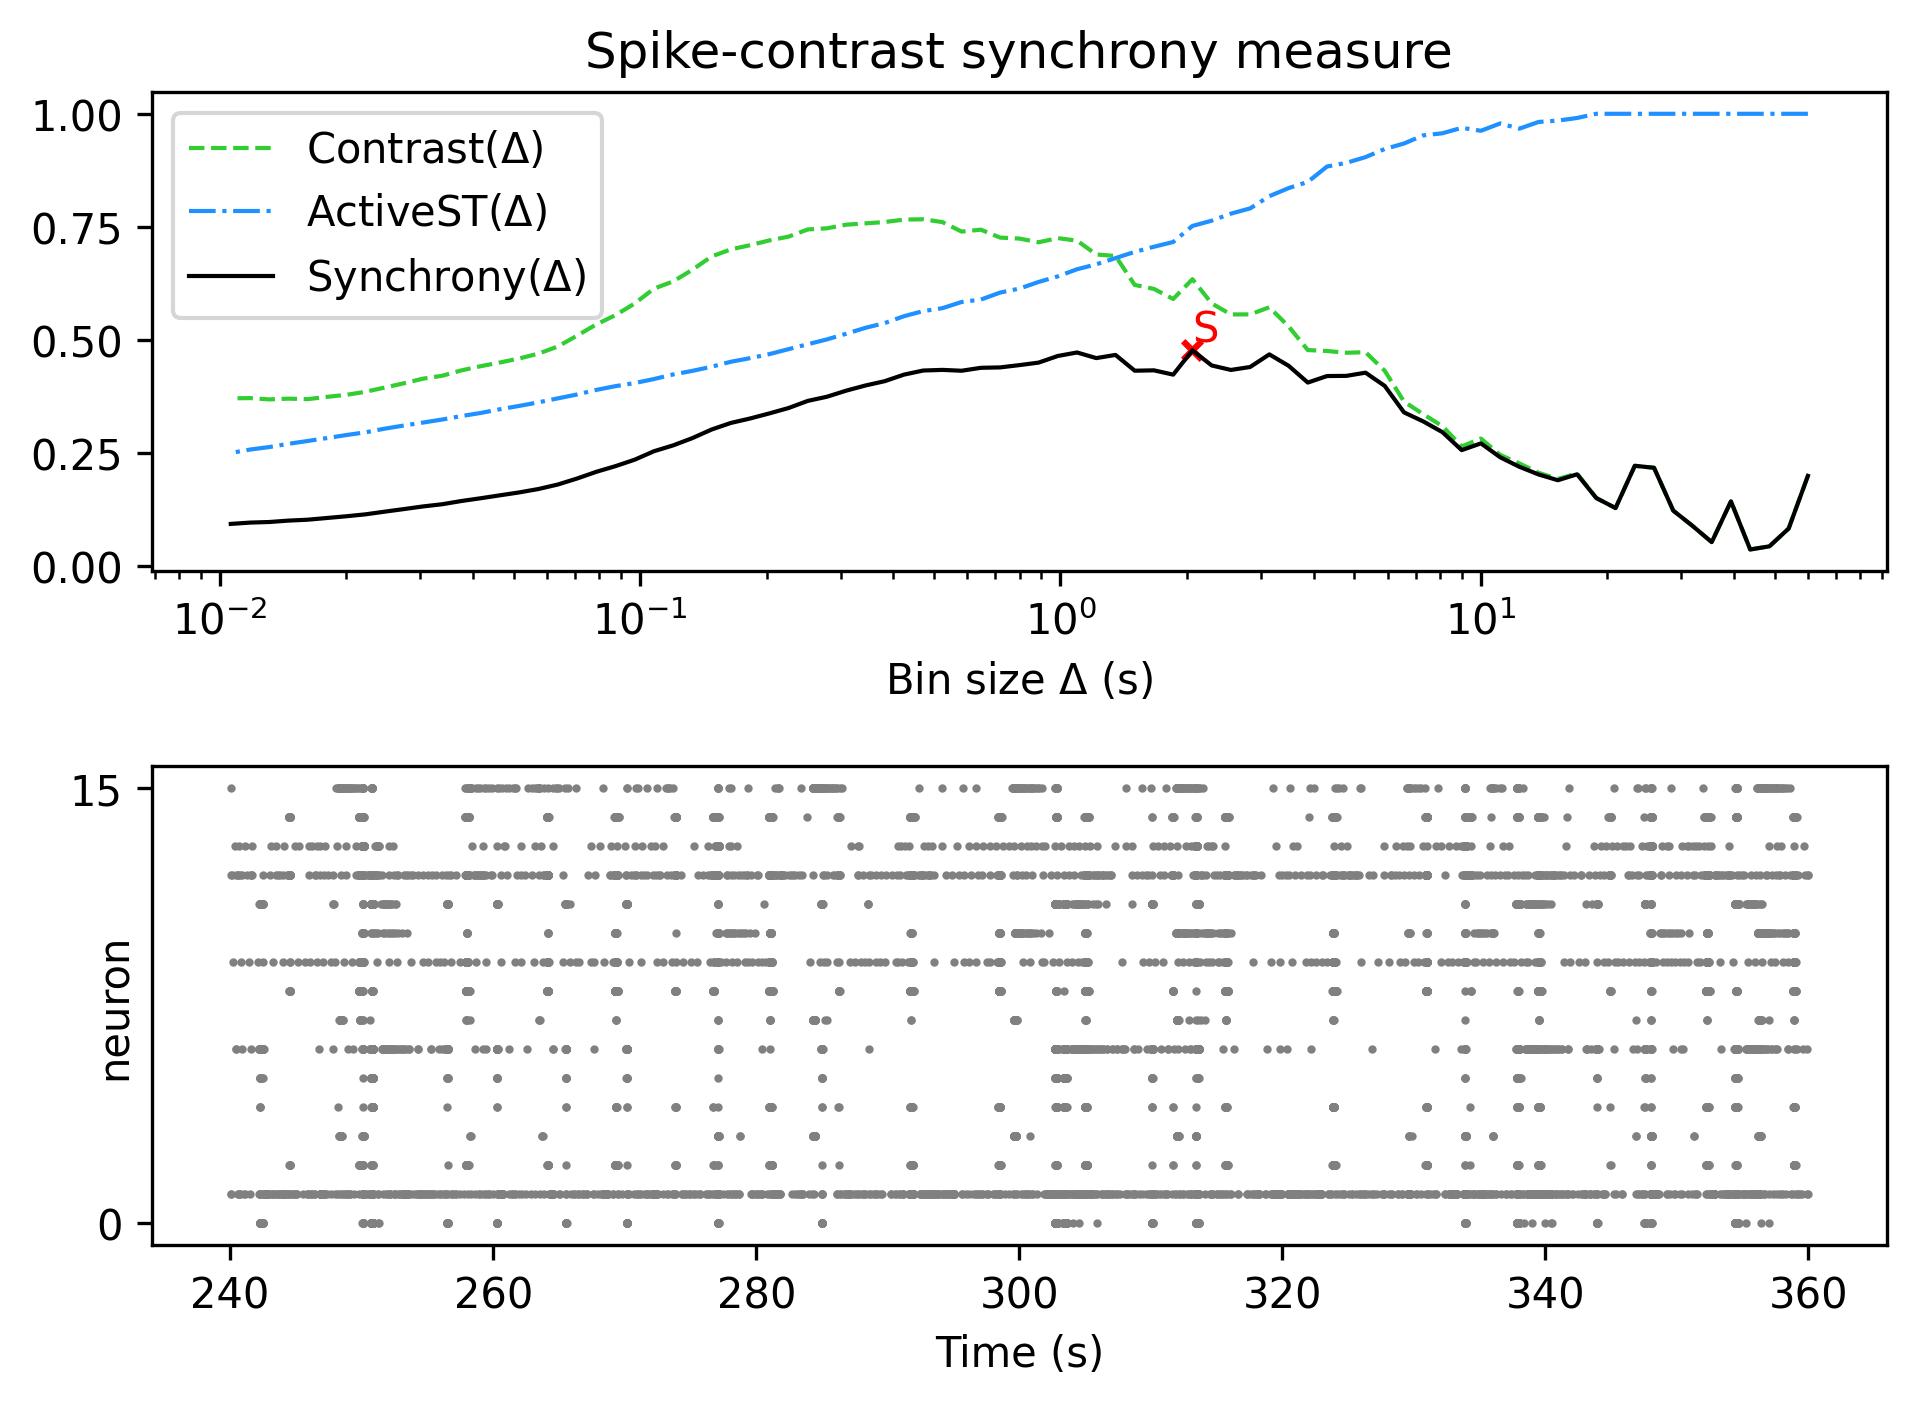 Spike-contrast synchrony measure
1.00
0.75
0.50
0.25
0.00
Contrast(Δ)
ActiveST(Δ)
Synchrony(Δ)
S
10⁻² 10⁻¹ 10⁰ 10¹
Bin size Δ (s)
15
0
neuron
240 260 280 300 320 340 360
Time (s)